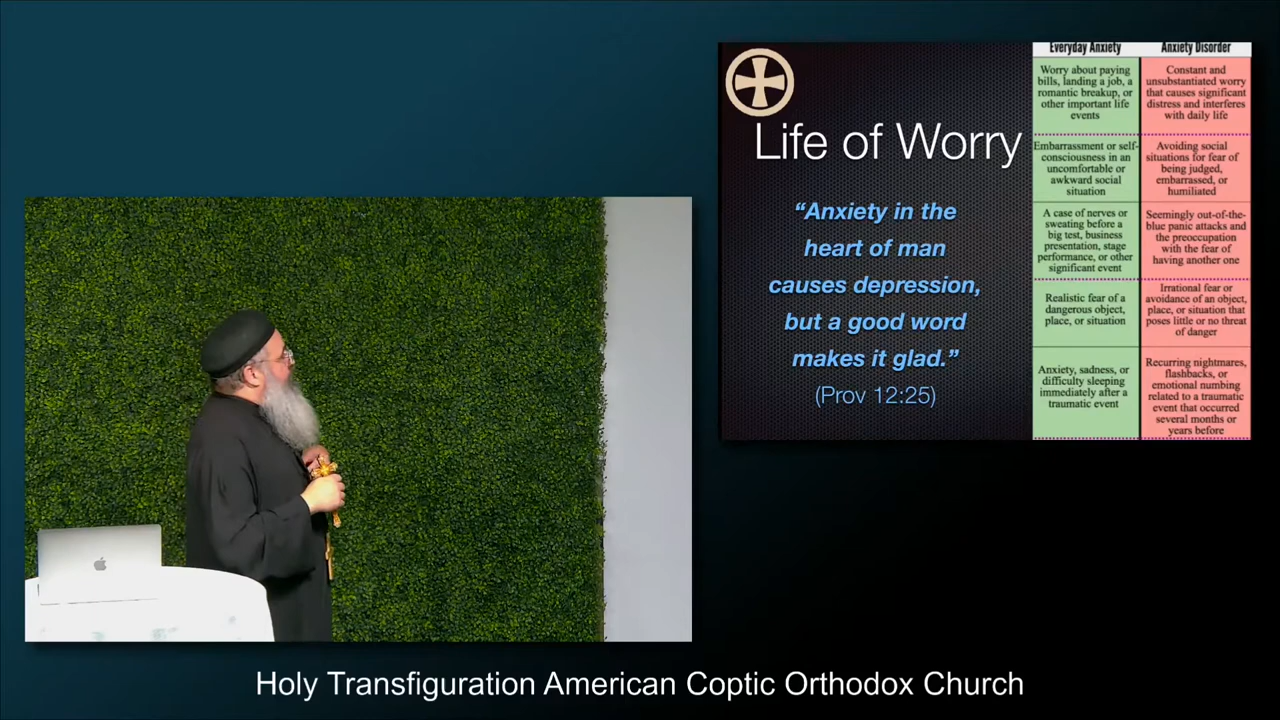 Life of Worry
“Anxiety in the
heart of man
causes depression,
but a good word
makes it glad.”
(Prov 12:25)
Everyday Anxiety
Anxiety Disorder
Worry about paying
bills, landing a job, a
romantic breakup, or
other important life
events
Constant and
unsubstantiated worry
that causes significant
distress and interferes
with daily life
Embarrassment or self-
consciousness in an
uncomfortable or
awkward social
situation
Avoiding social
situations for fear of
being judged,
embarrassed, or
humiliated
A case of nerves or
sweating before a
big test, business
presentation, stage
performance, or other
significant event
Seemingly out-of-the-
blue panic attacks and
the preoccupation
with the fear of
having another one
Realistic fear of a
dangerous object,
place, or situation
Irrational fear or
avoidance of an object,
place, or situation that
poses little or no threat
of danger
Anxiety, sadness, or
difficulty sleeping
immediately after a
traumatic event
Recurring nightmares,
flashbacks, or
emotional numbing
related to a traumatic
event that occurred
several months or
years before
Holy Transfiguration American Coptic Orthodox Church